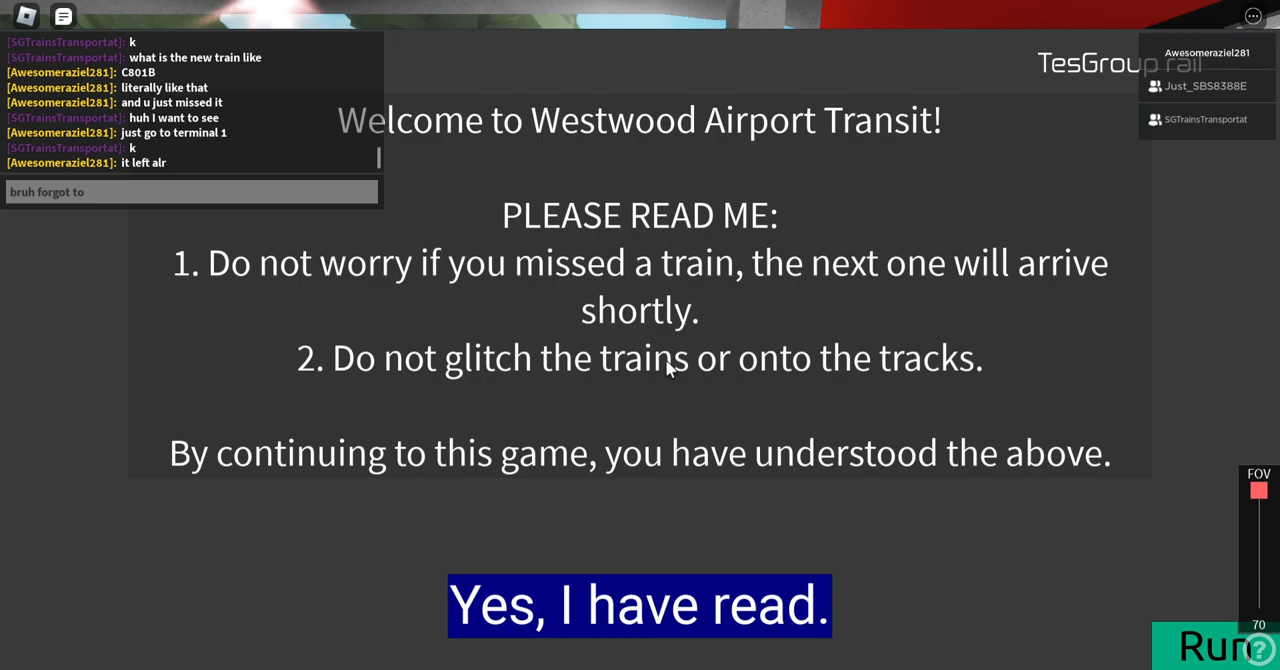 [SGTrainsTransportat]: k
[SGTrainsTransportat]: what is the new train like
[Awesomeraziel281]: C801B
[Awesomeraziel281]: literally like that
[Awesomeraziel281]: and u just missed it
[SGTrainsTransportat]: huh I want to see
[Awesomeraziel281]: just go to terminal 1
[SGTrainsTransportat]: k
[Awesomeraziel281]: it left alr
bruh forgot to
TesGroup rail
Awesomeraziel281
Just_SBS8388E
SGTrainsTransportat
Welcome to Westwood Airport Transit!
PLEASE READ ME:
1. Do not worry if you missed a train, the next one will arrive
shortly.
2. Do not glitch the trains or onto the tracks.
By continuing to this game, you have understood the above.
Yes, I have read.
FOV
70
Run
?